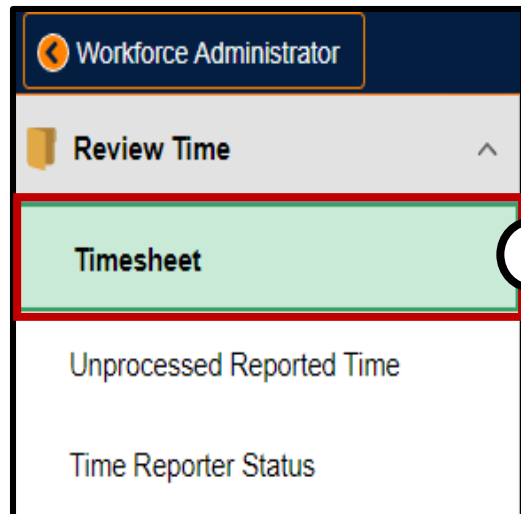 Workforce Administrator
Review Time
Timesheet
Unprocessed Reported Time
Time Reporter Status